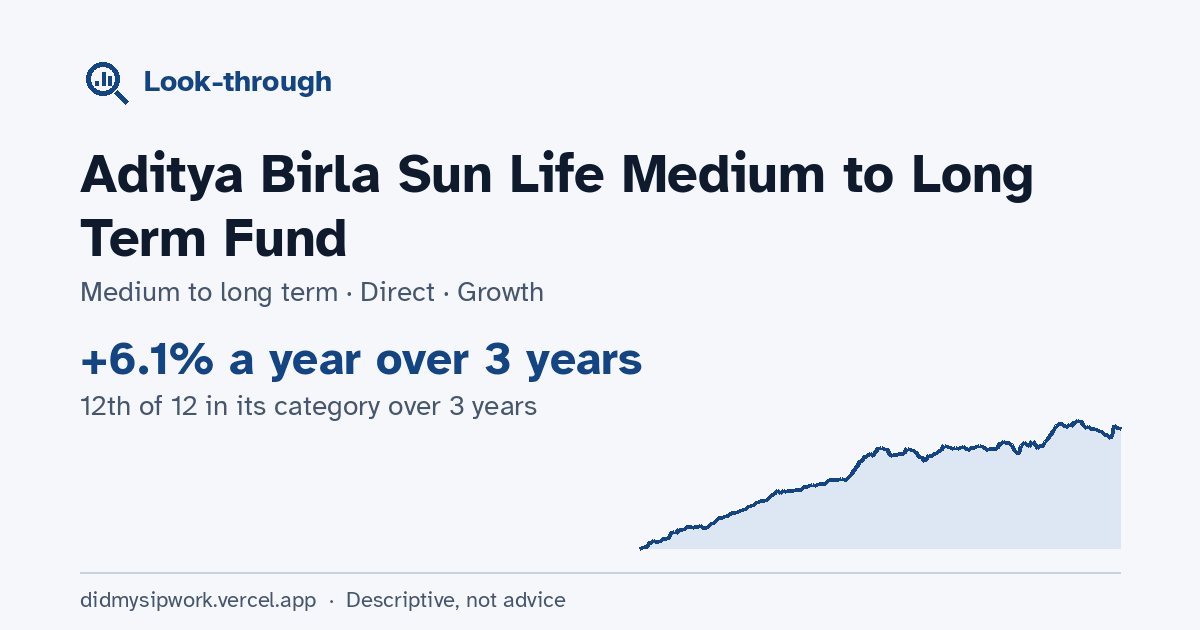 Look-through
Aditya Birla Sun Life Medium to Long
Term Fund
Medium to long term · Direct · Growth
+6.1% a year over 3 years
12th of 12 in its category over 3 years
didmysipwork.vercel.app · Descriptive, not advice